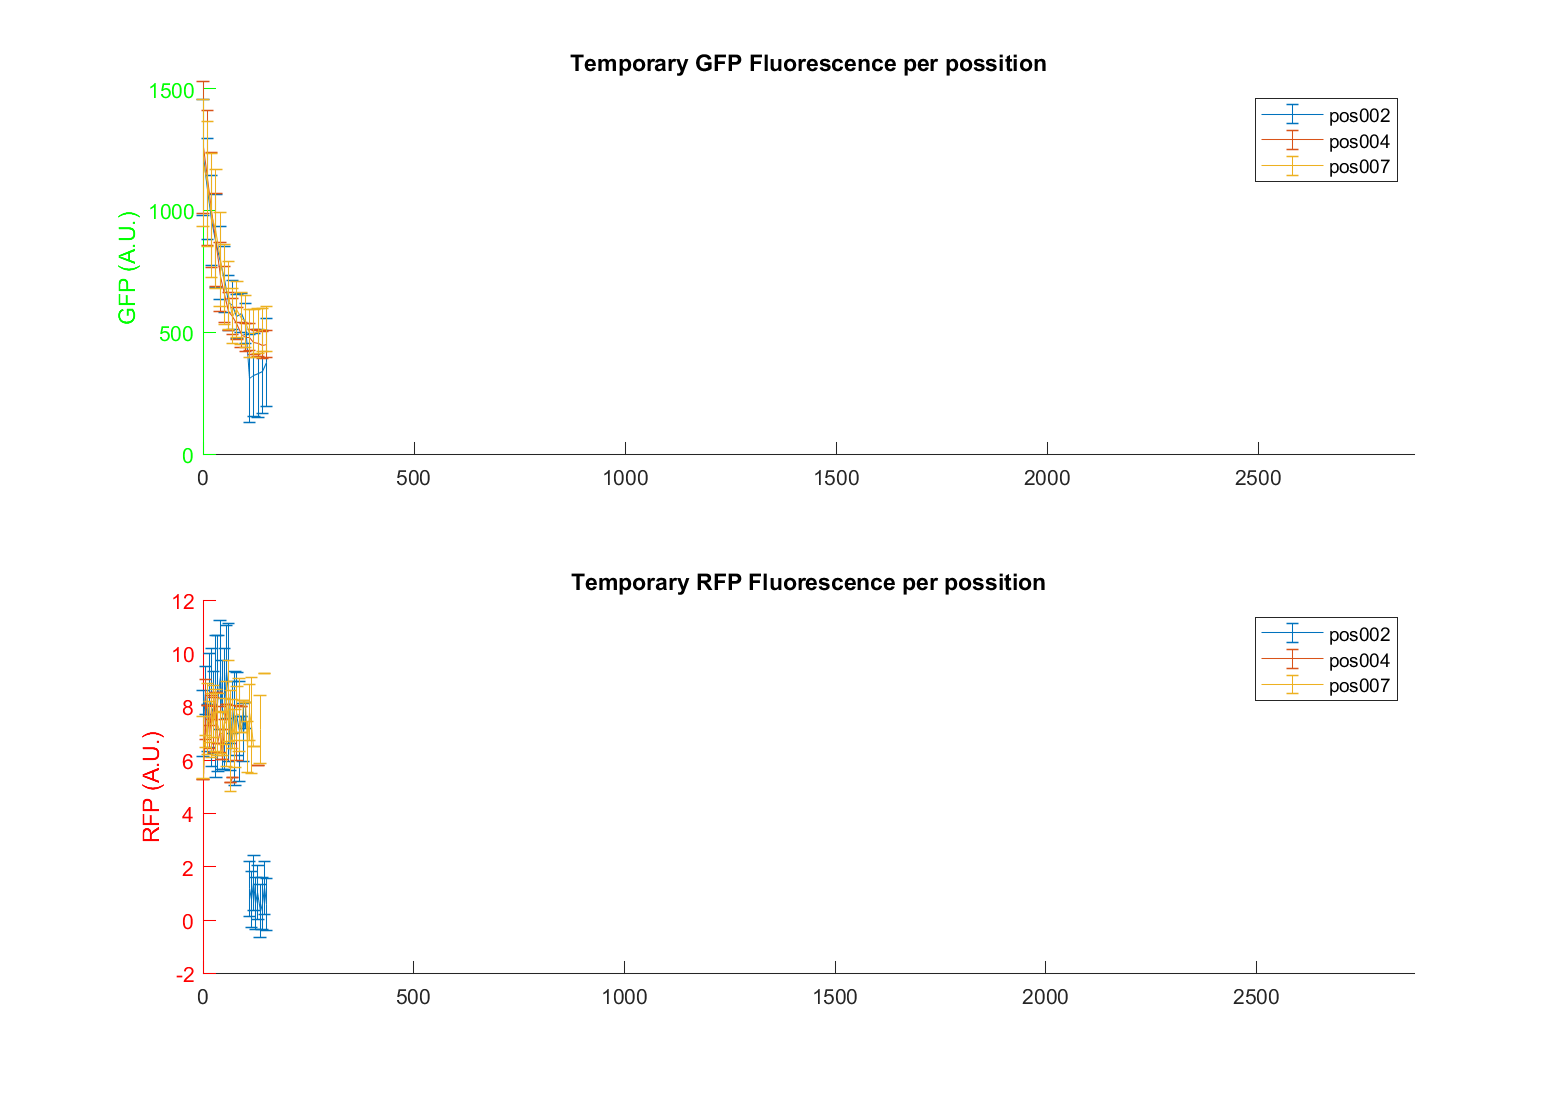 Temporary GFP Fluorescence per possition
GFP (A.U.)
1500
1000
500
0
0 500 1000 1500 2000 2500
pos002
pos004
pos007
Temporary RFP Fluorescence per possition
RFP (A.U.)
12
10
8
6
4
2
0
-2
0 500 1000 1500 2000 2500
pos002
pos004
pos007